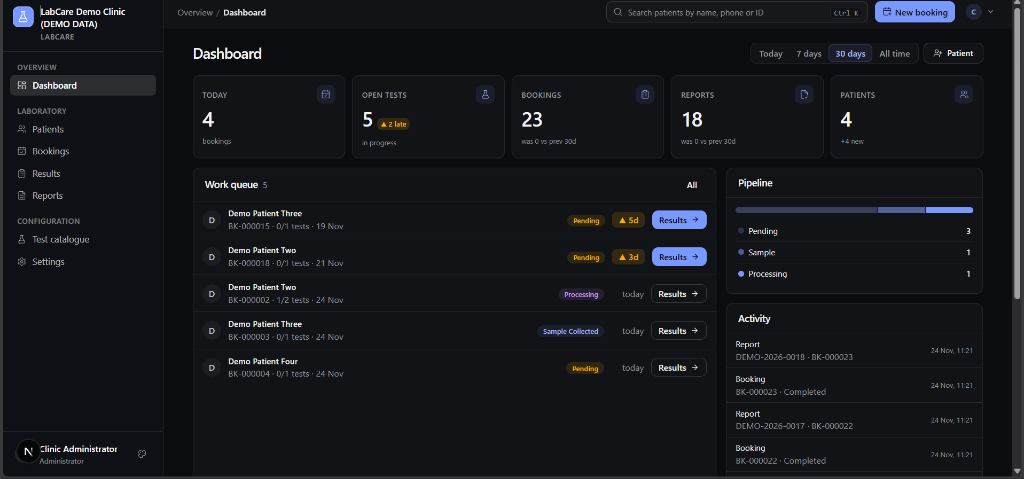 LabCare Demo Clinic
(DEMO DATA)
LABCARE
OVERVIEW
Dashboard
LABORATORY
Patients
Bookings
Results
Reports
CONFIGURATION
Test catalogue
Settings
N
Clinic Administrator
Administrator
Overview / Dashboard
Search patients by name, phone or ID
Ctrl K
New booking
C
Dashboard
Today
7 days
30 days
All time
Patient
TODAY
4
bookings
OPEN TESTS
5
2 late
in progress
BOOKINGS
23
was 0 vs prev 30d
REPORTS
18
was 0 vs prev 30d
PATIENTS
4
+4 new
Work queue 5
All
D
Demo Patient Three
BK-000015 · 0/1 tests · 19 Nov
Pending
5d
Results →
D
Demo Patient Two
BK-000018 · 0/1 tests · 21 Nov
Pending
3d
Results →
D
Demo Patient Two
BK-000002 · 1/2 tests · 24 Nov
Processing
today
Results →
D
Demo Patient Three
BK-000003 · 0/1 tests · 24 Nov
Sample Collected
today
Results →
D
Demo Patient Four
BK-000004 · 0/1 tests · 24 Nov
Pending
today
Results →
Pipeline
Pending 3
Sample 1
Processing 1
Activity
Report
DEMO-2026-0018 · BK-000023
24 Nov, 11:21
Booking
BK-000023 · Completed
24 Nov, 11:21
Report
DEMO-2026-0017 · BK-000022
24 Nov, 11:21
Booking
BK-000022 · Completed
24 Nov, 11:21